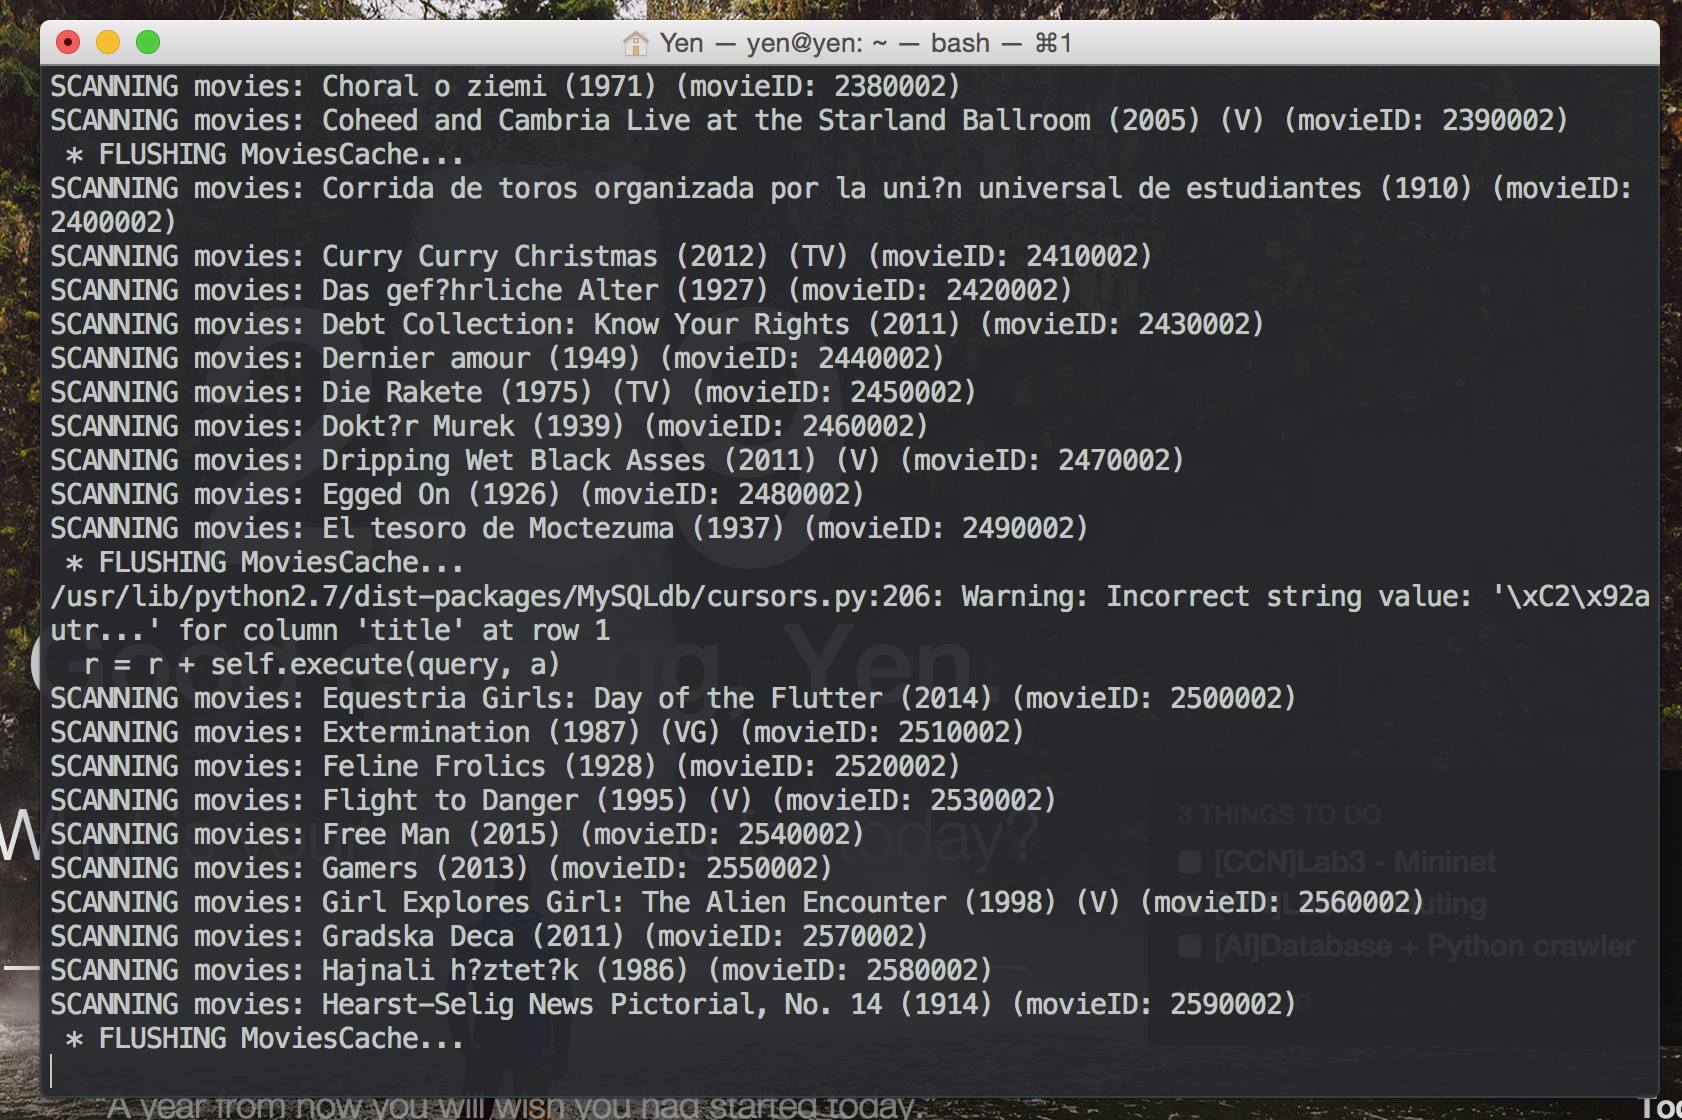 Yen — yen@yen: ~ — bash — ⌘1
SCANNING movies: Choral o ziemi (1971) (movieID: 2380002)
SCANNING movies: Coheed and Cambria Live at the Starland Ballroom (2005) (V) (movieID: 2390002)
* FLUSHING MoviesCache...
SCANNING movies: Corrida de toros organizada por la uni?n universal de estudiantes (1910) (movieID:
2400002)
SCANNING movies: Curry Curry Christmas (2012) (TV) (movieID: 2410002)
SCANNING movies: Das gef?hrliche Alter (1927) (movieID: 2420002)
SCANNING movies: Debt Collection: Know Your Rights (2011) (movieID: 2430002)
SCANNING movies: Dernier amour (1949) (movieID: 2440002)
SCANNING movies: Die Rakete (1975) (TV) (movieID: 2450002)
SCANNING movies: Dokt?r Murek (1939) (movieID: 2460002)
SCANNING movies: Dripping Wet Black Asses (2011) (V) (movieID: 2470002)
SCANNING movies: Egged On (1926) (movieID: 2480002)
SCANNING movies: El tesoro de Moctezuma (1937) (movieID: 2490002)
* FLUSHING MoviesCache...
/usr/lib/python2.7/dist-packages/MySQLdb/cursors.py:206: Warning: Incorrect string value: '\xC2\x92a
utr...' for column 'title' at row 1
r = r + self.execute(query, a)
Good evening, Yen.
SCANNING movies: Equestria Girls: Day of the Flutter (2014) (movieID: 2500002)
SCANNING movies: Extermination (1987) (VG) (movieID: 2510002)
SCANNING movies: Feline Frolics (1928) (movieID: 2520002)
SCANNING movies: Flight to Danger (1995) (V) (movieID: 2530002)
3 THINGS TO DO
SCANNING movies: Free Man (2015) (movieID: 2540002)
today?
SCANNING movies: Gamers (2013) (movieID: 2550002)
[CCN]Lab3 - Mininet
SCANNING movies: Girl Explores Girl: The Alien Encounter (1998) (V) (movieID: 2560002)
SCANNING movies: Gradska Deca (2011) (movieID: 2570002)
[AI]Database + Python crawler
SCANNING movies: Hajnali h?ztet?k (1986) (movieID: 2580002)
SCANNING movies: Hearst-Selig News Pictorial, No. 14 (1914) (movieID: 2590002)
* FLUSHING MoviesCache...
"A year from now you will wish you had started today."